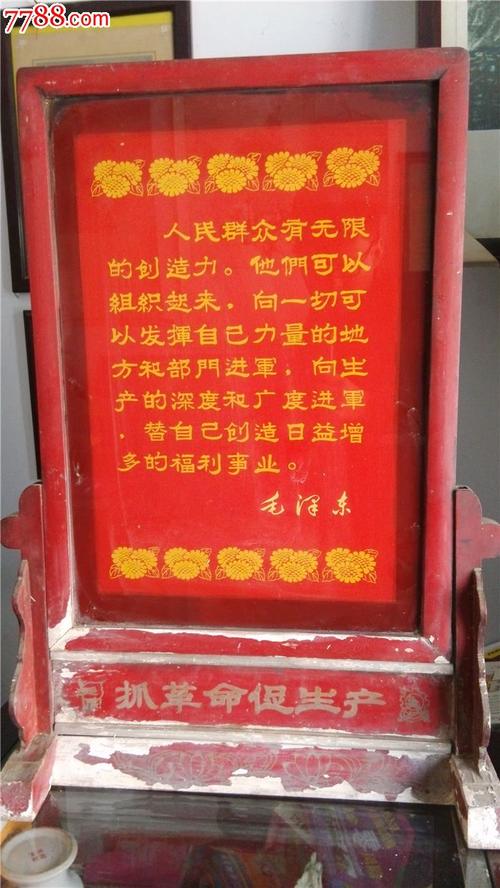 7788.com
人民群众有无限
的创造力。他們可以
组织起来，向一切可
以发揮自己力量的地
方和部門进軍，向生
产的深度和广度进軍
，替自己创造日益增
多的福利事业。
毛泽东
抓革命促生产